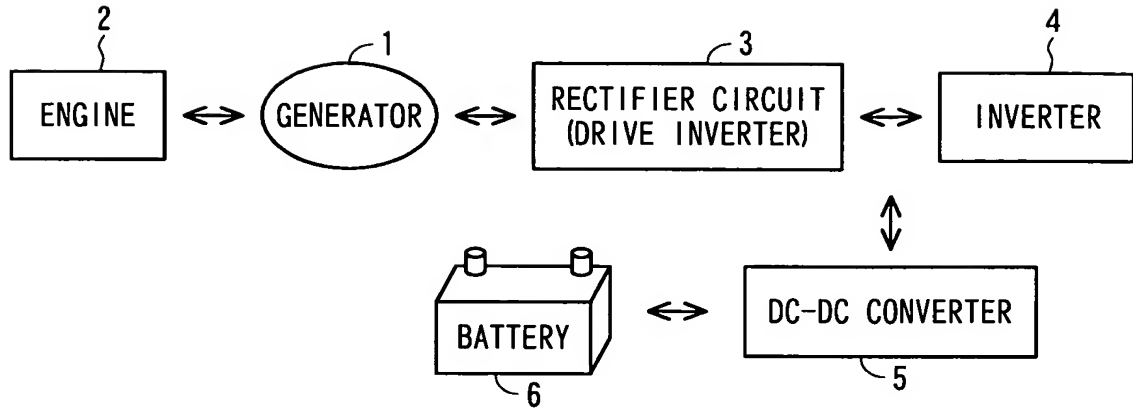 2
1
3
4
ENGINE
GENERATOR
RECTIFIER CIRCUIT
(DRIVE INVERTER)
INVERTER
BATTERY
DC-DC CONVERTER
6
5